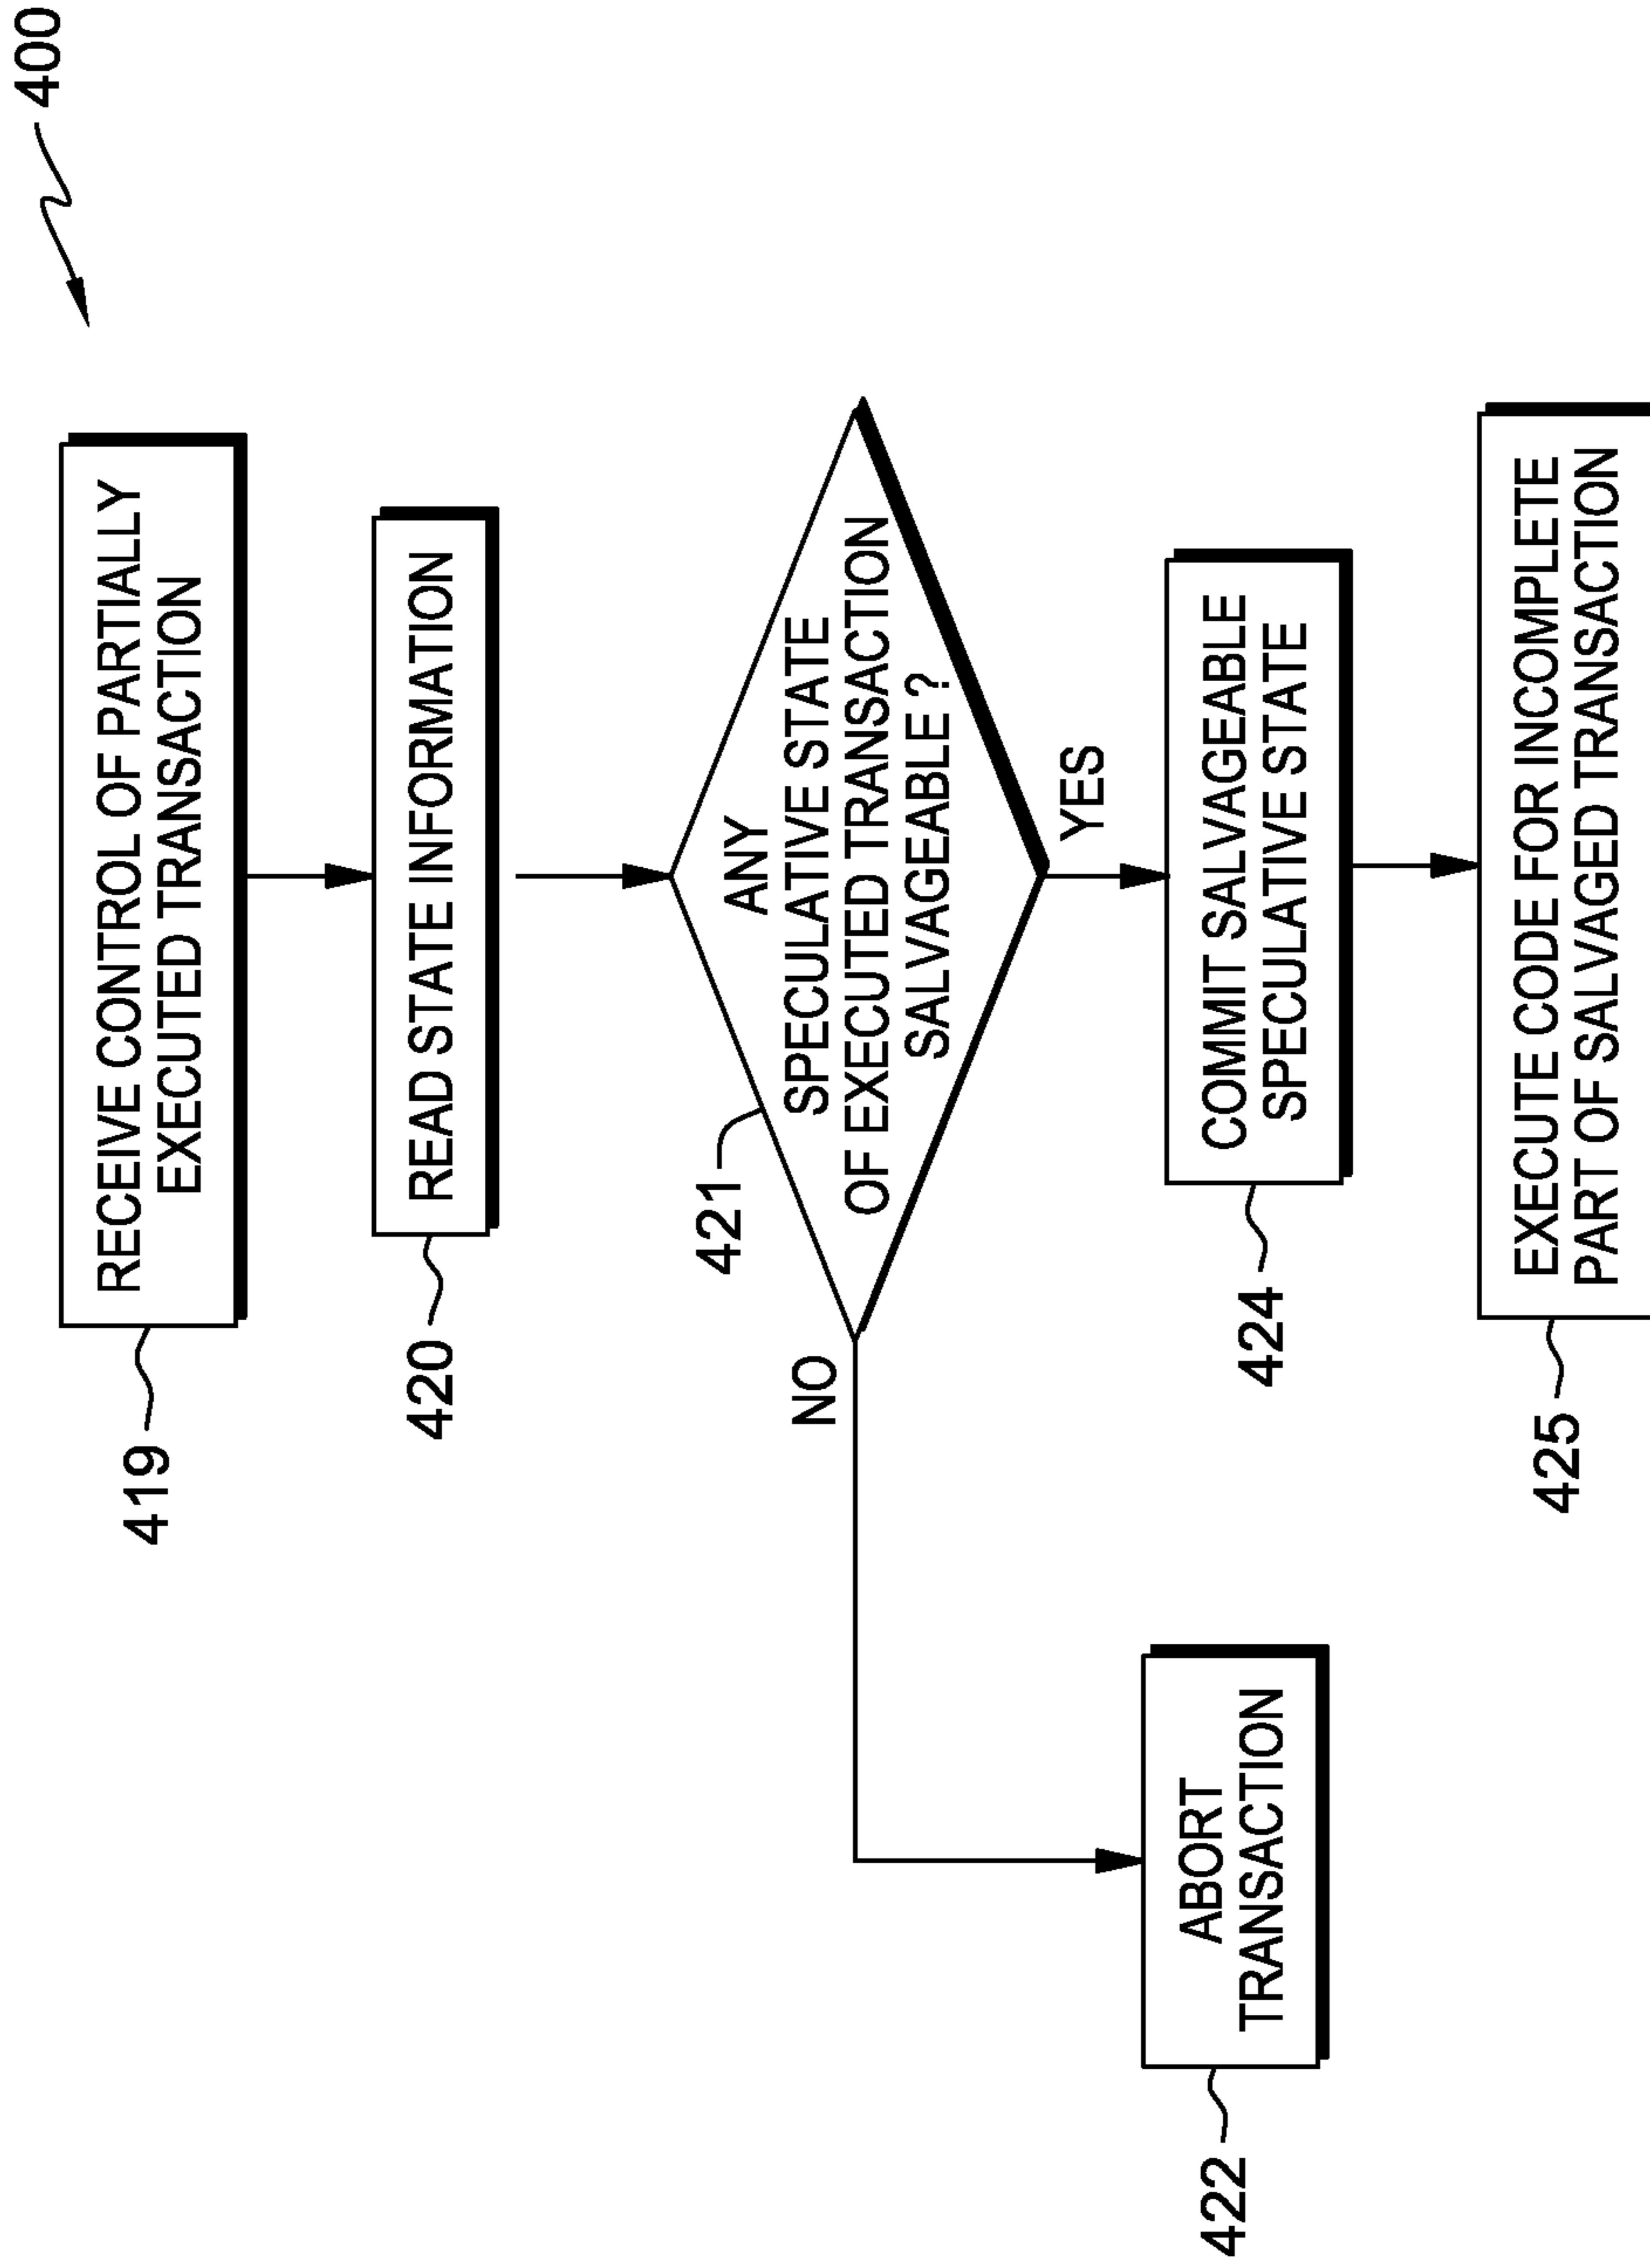 400
419
RECEIVE CONTROL OF PARTIALLY
EXECUTED TRANSACTION
420
READ STATE INFORMATION
421
ANY
SPECULATIVE STATE
OF EXECUTED TRANSACTION
SALVAGEABLE ?
NO
YES
422
ABORT
TRANSACTION
424
COMMIT SALVAGEABLE
SPECULATIVE STATE
425
EXECUTE CODE FOR INCOMPLETE
PART OF SALVAGED TRANSACTION